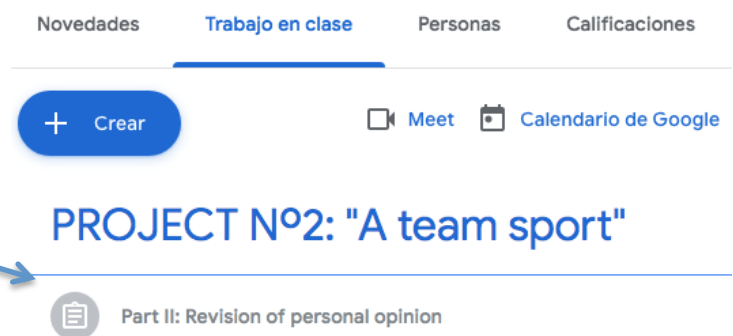 Novedades Trabajo en clase Personas Calificaciones
+ Crear Meet Calendario de Google
PROJECT Nº2: "A team sport"
Part II: Revision of personal opinion